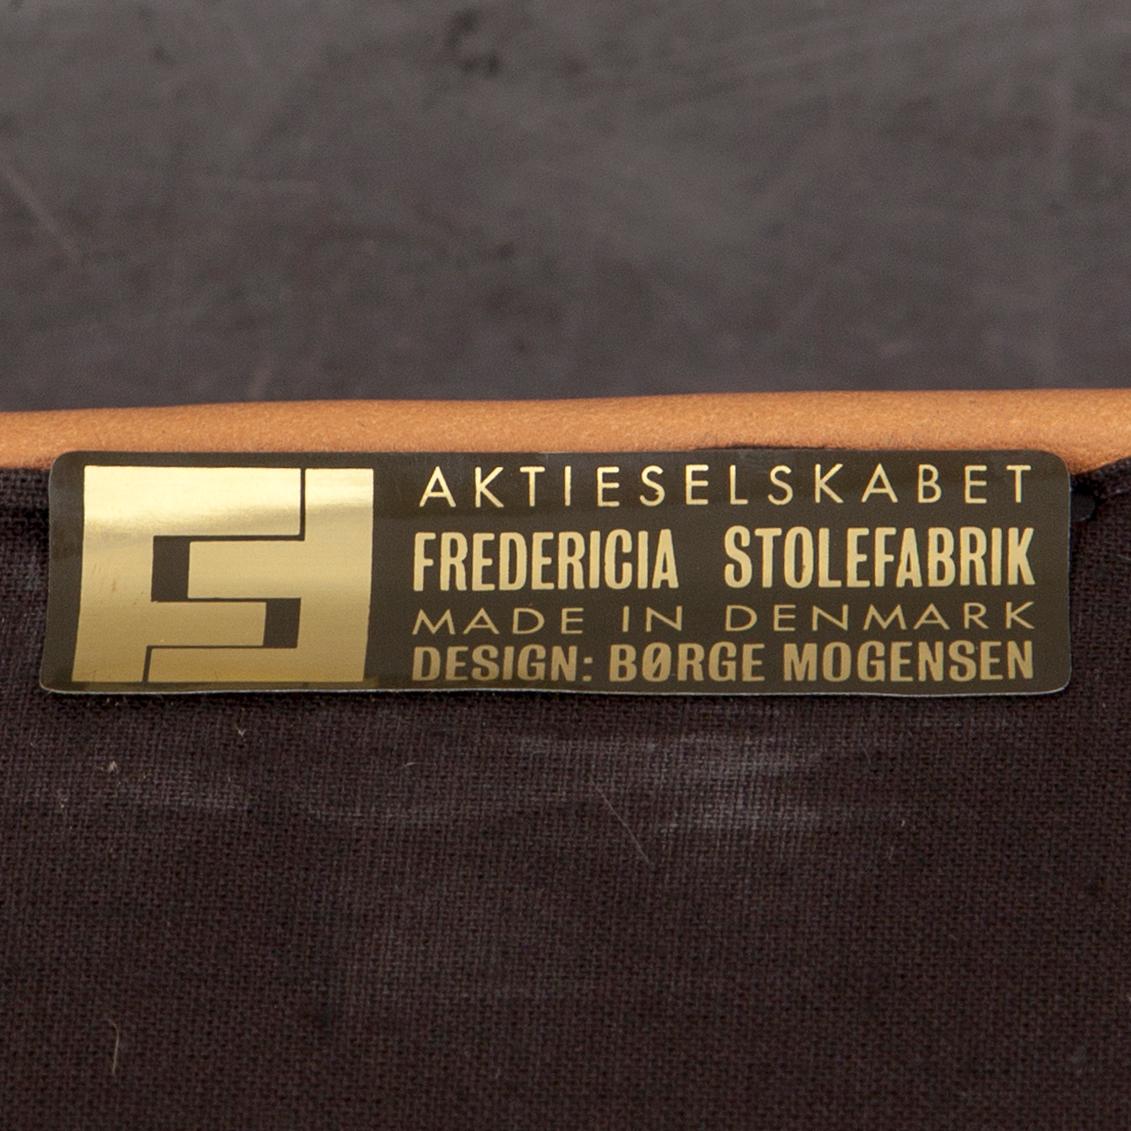 AKTIESELSKABET
FREDERICIA STOLEFABRIK
MADE IN DENMARK
DESIGN: BØRGE MOGENSEN